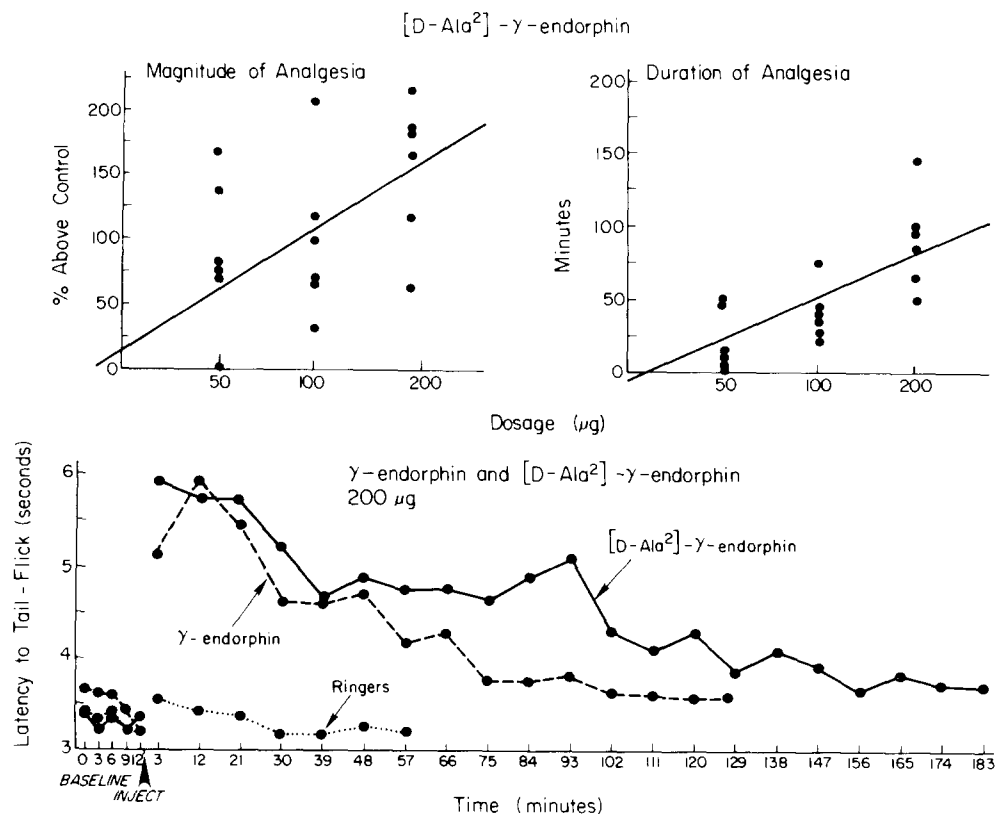 [D-Ala²]-γ-endorphin
Magnitude of Analgesia
% Above Control
200
150
100
50
0
50 100 200
Duration of Analgesia
Minutes
200
150
100
50
0
50 100 200
Dosage (µg)
Latency to Tail-Flick (seconds)
6
5
4
3
γ-endorphin and [D-Ala²]-γ-endorphin
200 µg
[D-Ala²]-γ-endorphin
γ-endorphin
Ringers
0 3 6 9 12 3 12 21 30 39 48 57 66 75 84 93 102 111 120 129 138 147 156 165 174 183
BASELINE
INJECT
Time (minutes)